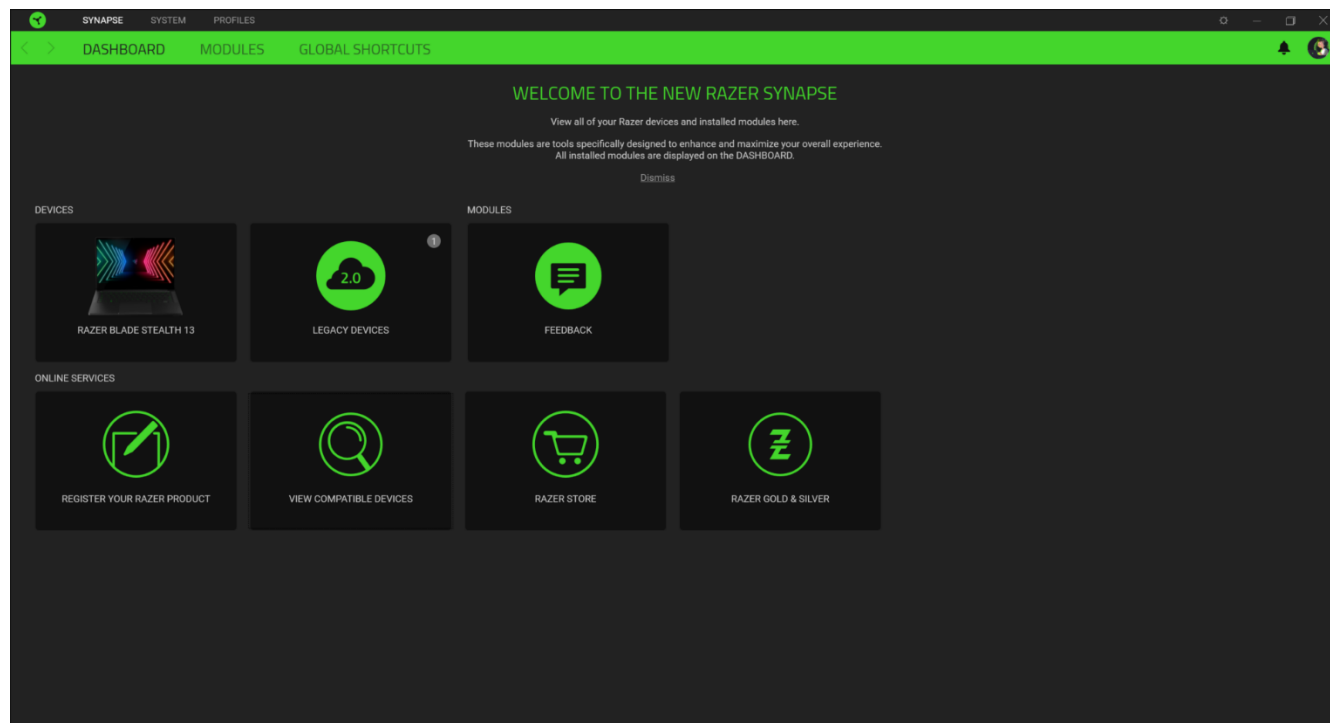 SYNAPSE SYSTEM PROFILES
DASHBOARD MODULES GLOBAL SHORTCUTS
WELCOME TO THE NEW RAZER SYNAPSE
View all of your Razer devices and installed modules here.
These modules are tools specifically designed to enhance and maximize your overall experience.
All installed modules are displayed on the DASHBOARD.
Dismiss
DEVICES
MODULES
1
2.0
RAZER BLADE STEALTH 13
LEGACY DEVICES
FEEDBACK
ONLINE SERVICES
REGISTER YOUR RAZER PRODUCT
VIEW COMPATIBLE DEVICES
RAZER STORE
RAZER GOLD & SILVER